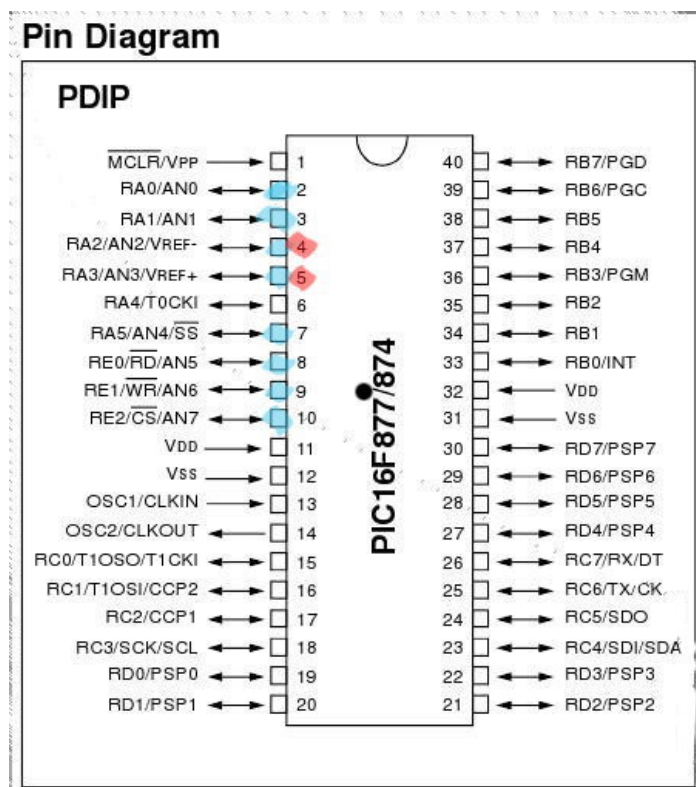 Pin Diagram
PDIP
MCLR/VPP 1 40 RB7/PGD
RA0/AN0 2 39 RB6/PGC
RA1/AN1 3 38 RB5
RA2/AN2/VREF- 4 37 RB4
RA3/AN3/VREF+ 5 36 RB3/PGM
RA4/T0CKI 6 35 RB2
RA5/AN4/SS 7 34 RB1
RE0/RD/AN5 8 33 RB0/INT
RE1/WR/AN6 9 32 VDD
RE2/CS/AN7 10 31 VSS
VDD 11 30 RD7/PSP7
VSS 12 29 RD6/PSP6
OSC1/CLKIN 13 28 RD5/PSP5
OSC2/CLKOUT 14 27 RD4/PSP4
RC0/T1OSO/T1CKI 15 26 RC7/RX/DT
RC1/T1OSI/CCP2 16 25 RC6/TX/CK
RC2/CCP1 17 24 RC5/SDO
RC3/SCK/SCL 18 23 RC4/SDI/SDA
RD0/PSP0 19 22 RD3/PSP3
RD1/PSP1 20 21 RD2/PSP2
PIC16F877/874